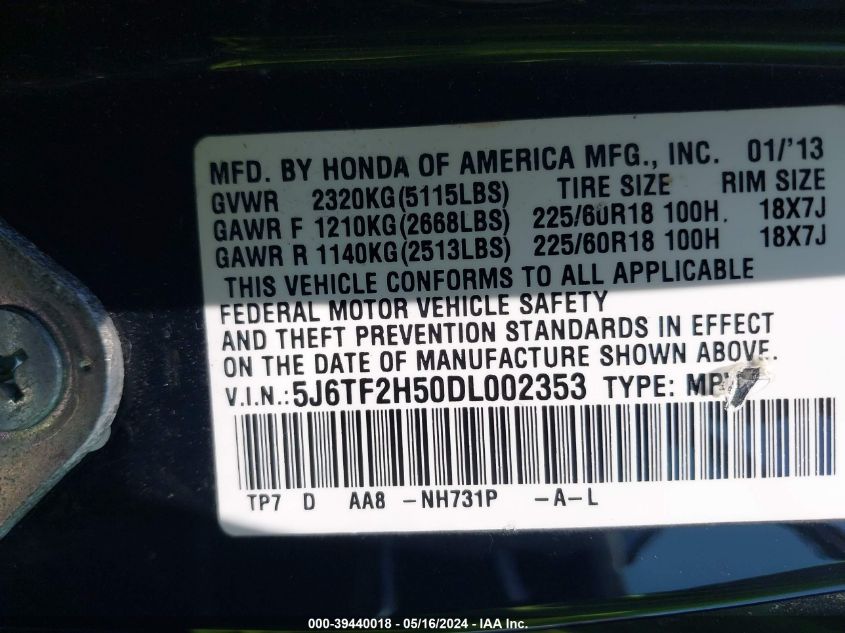 MFD. BY HONDA OF AMERICA MFG., INC. 01/'13
GVWR 2320KG(5115LBS) TIRE SIZE RIM SIZE
GAWR F 1210KG(2668LBS) 225/60R18 100H 18X7J
GAWR R 1140KG(2513LBS) 225/60R18 100H 18X7J
THIS VEHICLE CONFORMS TO ALL APPLICABLE
FEDERAL MOTOR VEHICLE SAFETY
AND THEFT PREVENTION STANDARDS IN EFFECT
ON THE DATE OF MANUFACTURE SHOWN ABOVE.
V.I.N.:5J6TF2H50DL002353 TYPE:
TP7 D AA8 -NH731P -A-L
000-39440018 - 05/16/2024 - IAA Inc.